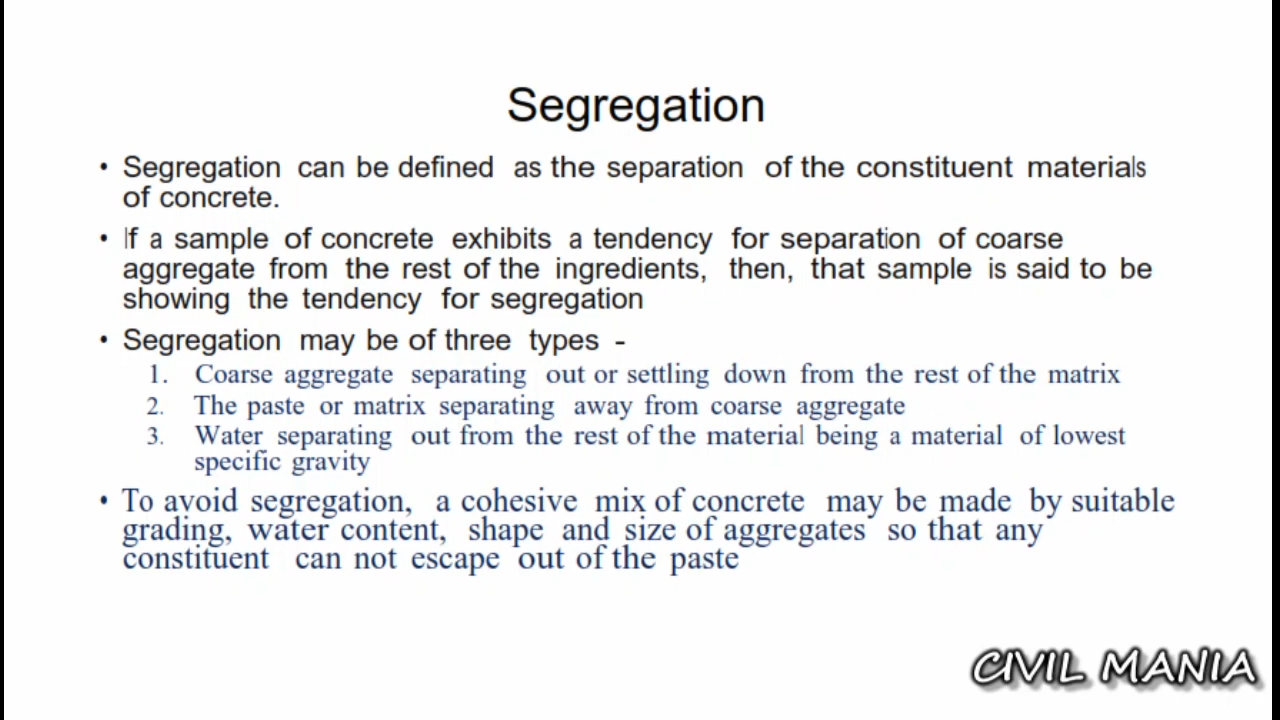 Segregation
• Segregation can be defined as the separation of the constituent materials
of concrete.
• If a sample of concrete exhibits a tendency for separation of coarse
aggregate from the rest of the ingredients, then, that sample is said to be
showing the tendency for segregation
• Segregation may be of three types -
1. Coarse aggregate separating out or settling down from the rest of the matrix
2. The paste or matrix separating away from coarse aggregate
3. Water separating out from the rest of the material being a material of lowest
specific gravity
• To avoid segregation, a cohesive mix of concrete may be made by suitable
grading, water content, shape and size of aggregates so that any
constituent can not escape out of the paste
CIVIL MANIA